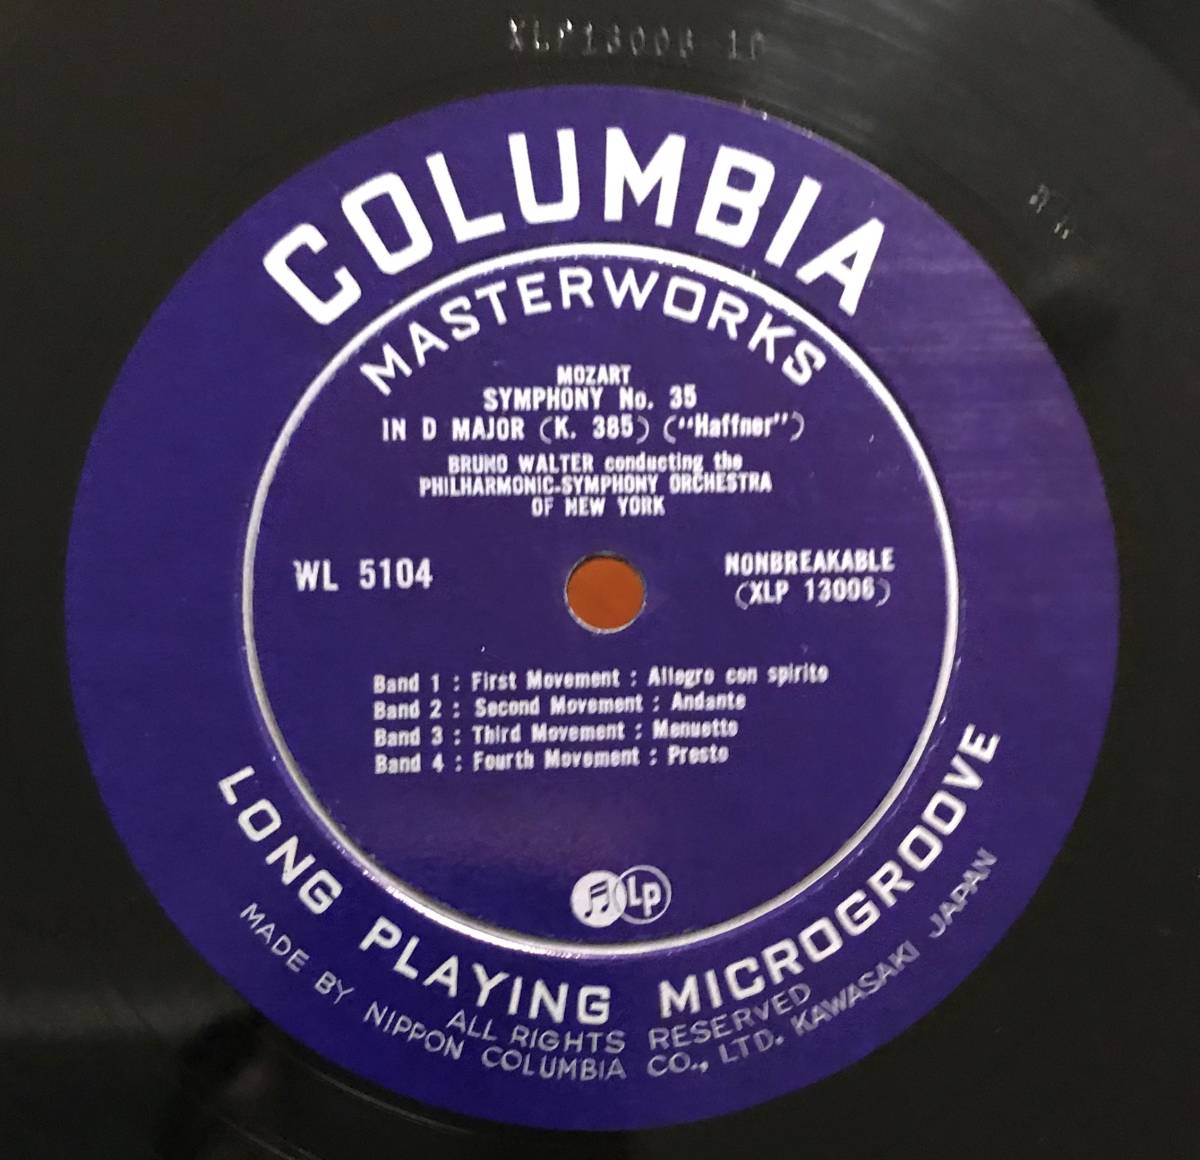 XLP13006 1P
COLUMBIA
MASTERWORKS
MOZART
SYMPHONY No. 35
IN D MAJOR (K. 385) ("Haffner")
BRUNO WALTER conducting the
PHILHARMONIC-SYMPHONY ORCHESTRA
OF NEW YORK
WL 5104
NONBREAKABLE
(XLP 13006)
Band 1 : First Movement : Allegro con spirito
Band 2 : Second Movement : Andante
Band 3 : Third Movement : Menuetto
Band 4 : Fourth Movement : Presto
Lp
LONG PLAYING MICROGROOVE
ALL RIGHTS RESERVED
MADE BY NIPPON COLUMBIA CO., LTD. KAWASAKI JAPAN